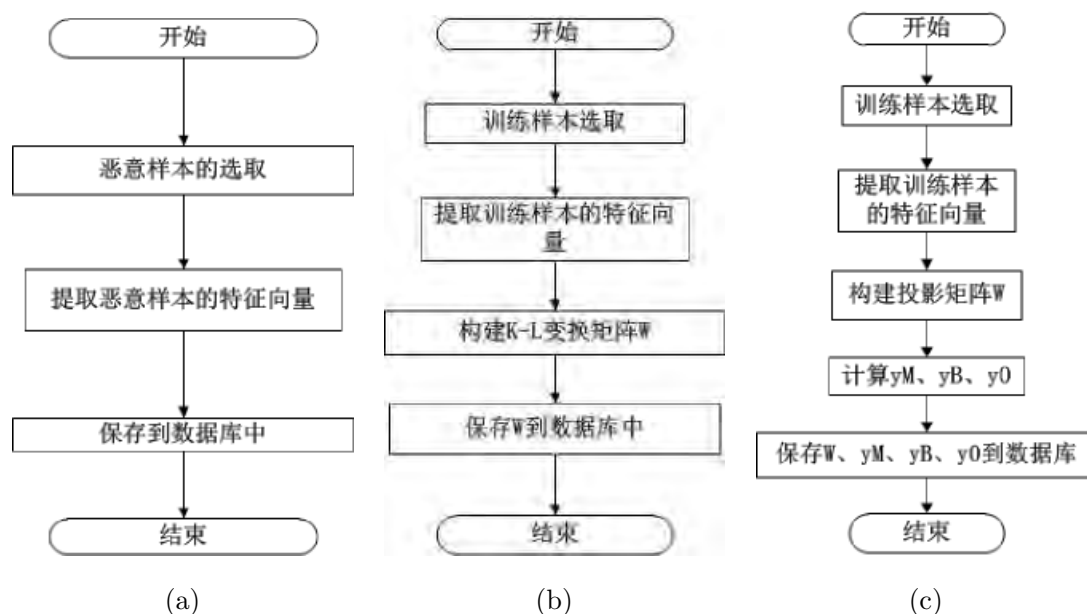 开始
恶意样本的选取
提取恶意样本的特征向量
保存到数据库中
结束
(a)
开始
训练样本选取
提取训练样本的特征向
量
构建K-L变换矩阵W
保存W到数据库中
结束
(b)
开始
训练样本选取
提取训练样本
的特征向量
构建投影矩阵W
计算yM、yB、y0
保存W、yM、yB、y0到数据库
结束
(c)